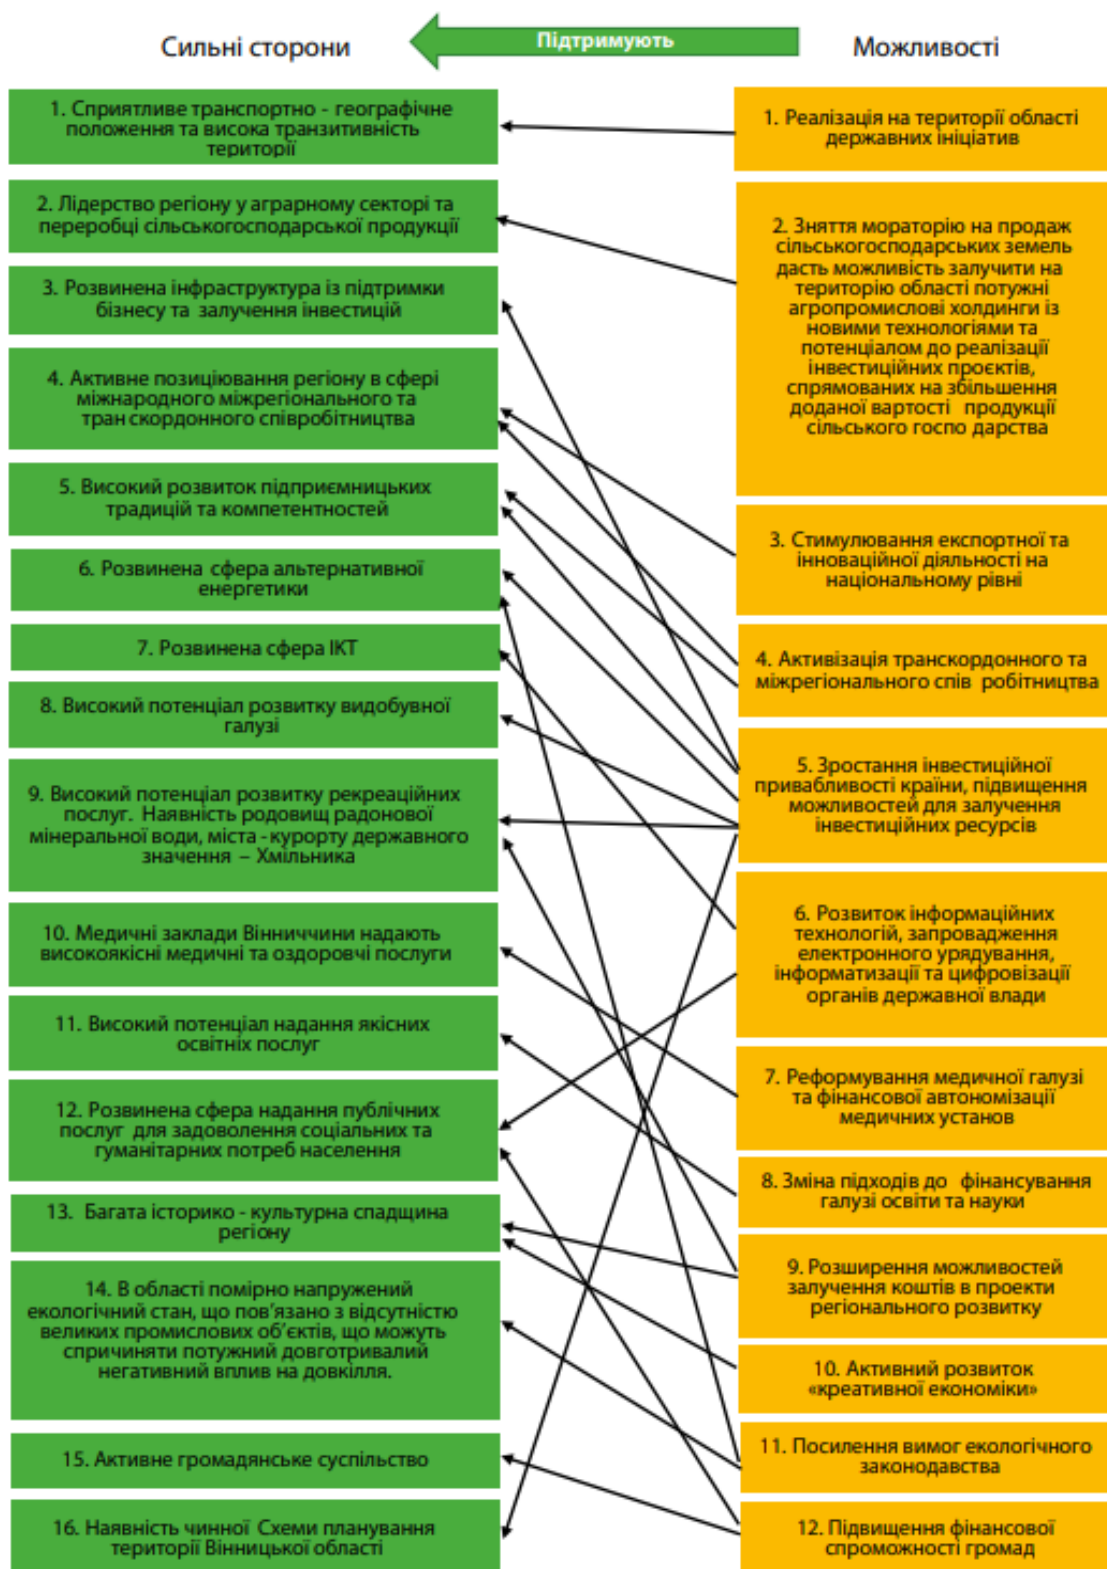 Сильні сторони
Підтримують
Можливості
1. Сприятливе транспортно - географічне
положення та висока транзитивність
території
2. Лідерство регіону у аграрному секторі та
переробці сільськогосподарської продукції
3. Розвинена інфраструктура із підтримки
бізнесу та залучення інвестицій
4. Активне позиціювання регіону в сфері
міжнародного міжрегіонального та
тран скордонного співробітництва
5. Високий розвиток підприємницьких
традицій та компетентностей
6. Розвинена сфера альтернативної
енергетики
7. Розвинена сфера ІКТ
8. Високий потенціал розвитку видобувної
галузі
9. Високий потенціал розвитку рекреаційних
послуг. Наявність родовищ радонової
мінеральної води, міста - курорту державного
значення – Хмільника
10. Медичні заклади Вінниччини надають
високоякісні медичні та оздоровчі послуги
11. Високий потенціал надання якісних
освітніх послуг
12. Розвинена сфера надання публічних
послуг для задоволення соціальних та
гуманітарних потреб населення
13. Багата історико - культурна спадщина
регіону
14. В області помірно напружений
екологічний стан, що пов’язано з відсутністю
великих промислових об’єктів, що можуть
спричиняти потужний довготривалий
негативний вплив на довкілля.
15. Активне громадянське суспільство
16. Наявність чинної Схеми планування
території Вінницької області
1. Реалізація на території області
державних ініціатив
2. Зняття мораторію на продаж
сільськогосподарських земель
дасть можливість залучити на
територію області потужні
агропромислові холдинги із
новими технологіями та
потенціалом до реалізації
інвестиційних проєктів,
спрямованих на збільшення
доданої вартості продукції
сільського госпо дарства
3. Стимулювання експортної та
інноваційної діяльності на
національному рівні
4. Активізація транскордонного та
міжрегіонального спів робітництва
5. Зростання інвестиційної
привабливості країни, підвищення
можливостей для залучення
інвестиційних ресурсів
6. Розвиток інформаційних
технологій, запровадження
електронного урядування,
інформатизації та цифровізації
органів державної влади
7. Реформування медичної галузі
та фінансової автономізації
медичних установ
8. Зміна підходів до фінансування
галузі освіти та науки
9. Розширення можливостей
залучення коштів в проекти
регіонального розвитку
10. Активний розвиток
«креативної економіки»
11. Посилення вимог екологічного
законодавства
12. Підвищення фінансової
спроможності громад